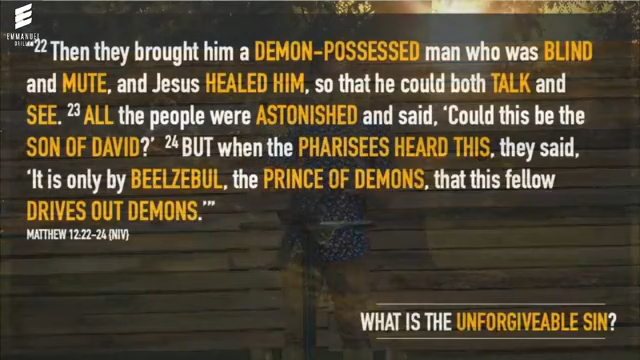 EMMANUEL
"22 Then they brought him a DEMON-POSSESSED man who was BLIND
and MUTE, and Jesus HEALED HIM, so that he could both TALK and
SEE. 23 ALL the people were ASTONISHED and said, ‘Could this be the
SON OF DAVID?’ 24 BUT when the PHARISEES HEARD THIS, they said,
‘It is only by BEELZEBUL, the PRINCE OF DEMONS, that this fellow
DRIVES OUT DEMONS.’”
MATTHEW 12:22-24 {NIV}
WHAT IS THE UNFORGIVEABLE SIN?